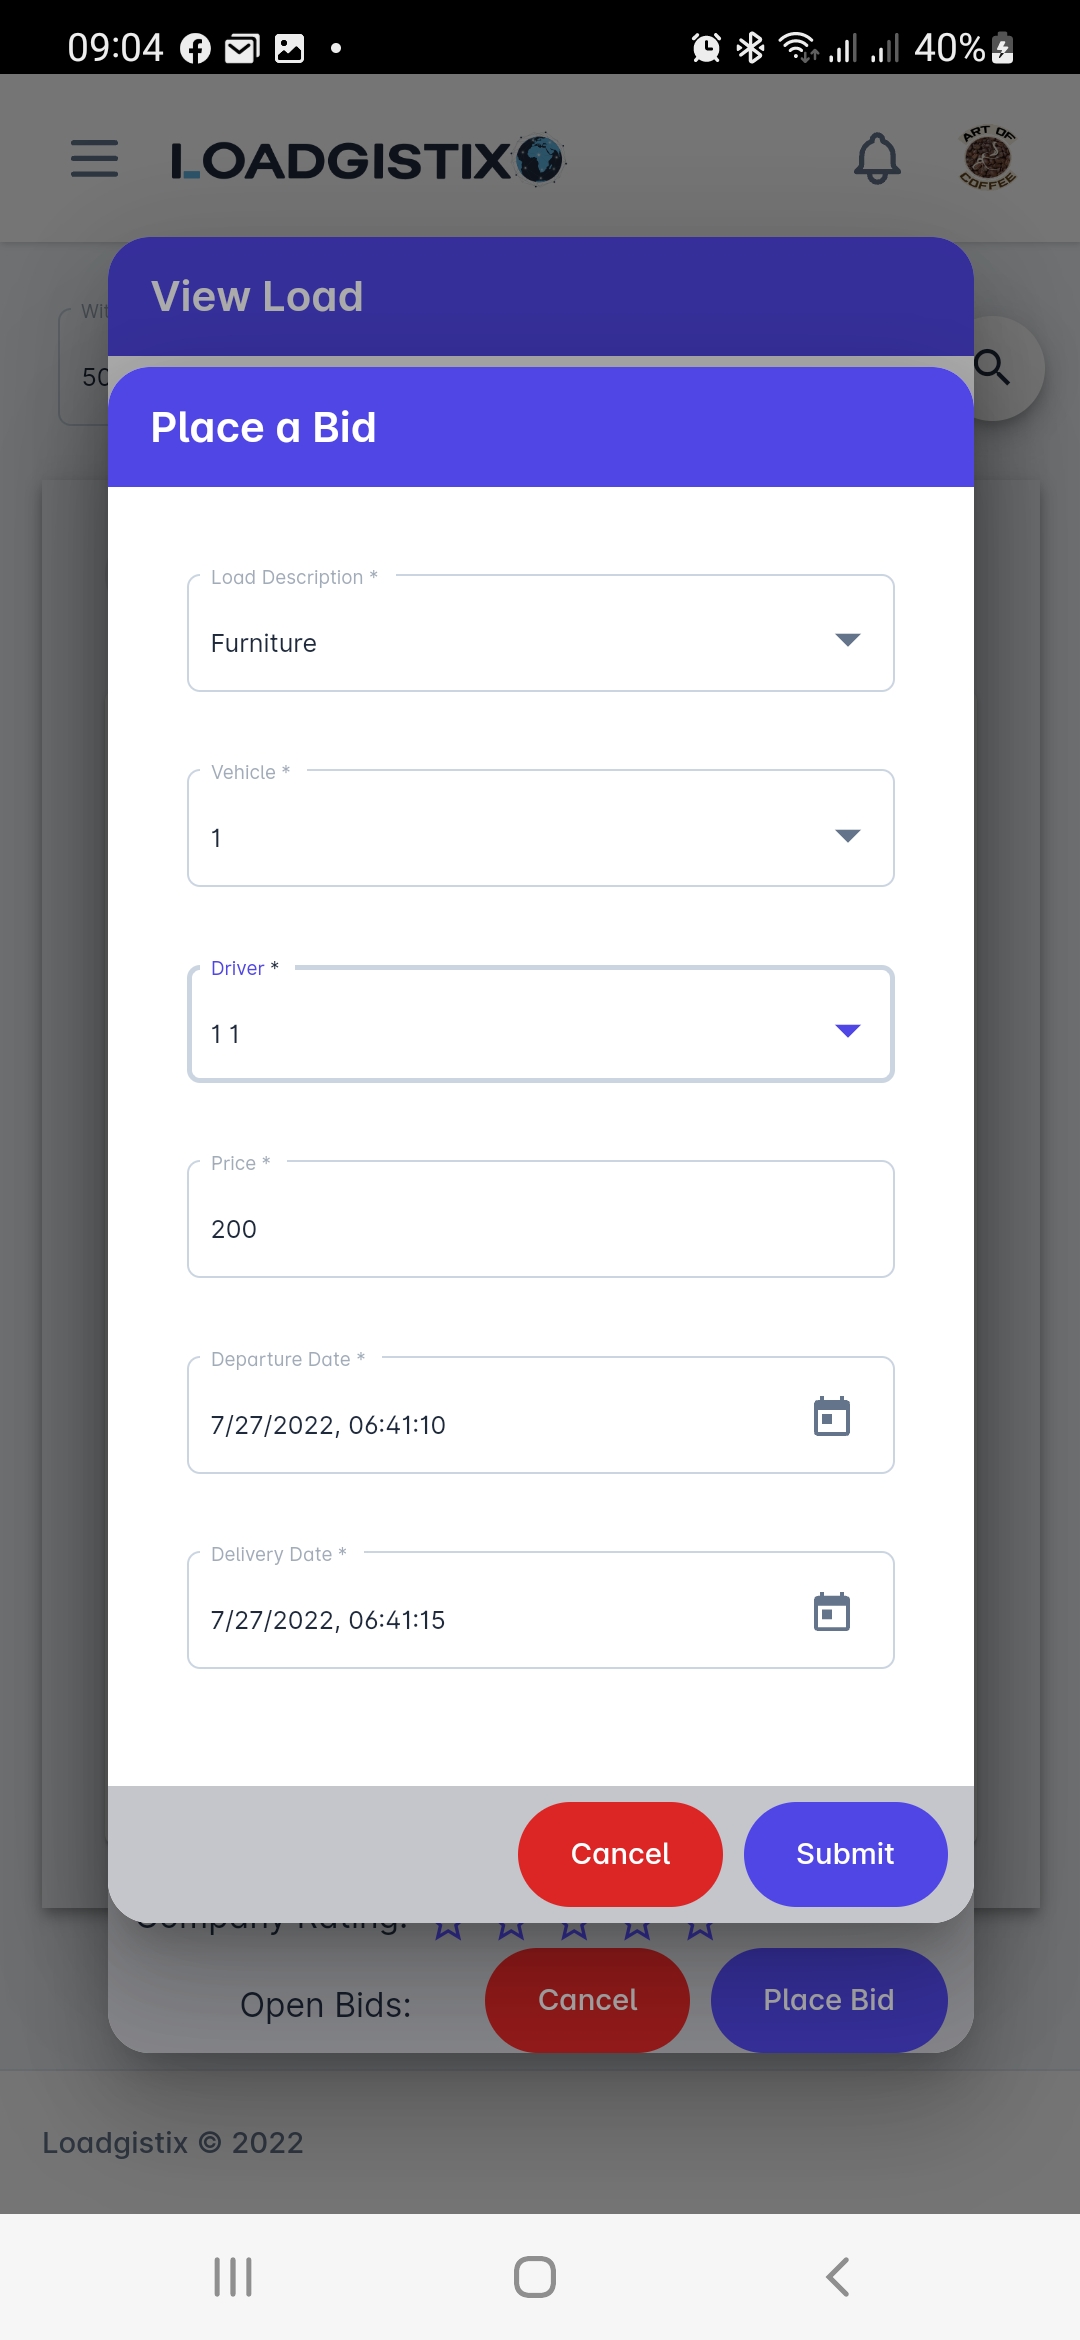 09:04
40%
LOADGISTIX
ART OF
COFFEE
View Load
50
Place a Bid
Load Description *
Furniture
Vehicle *
1
Driver *
1 1
Price *
200
Departure Date *
7/27/2022, 06:41:10
Delivery Date *
7/27/2022, 06:41:15
Cancel
Submit
Company Rating:
Open Bids:
Cancel
Place Bid
Loadgistix © 2022